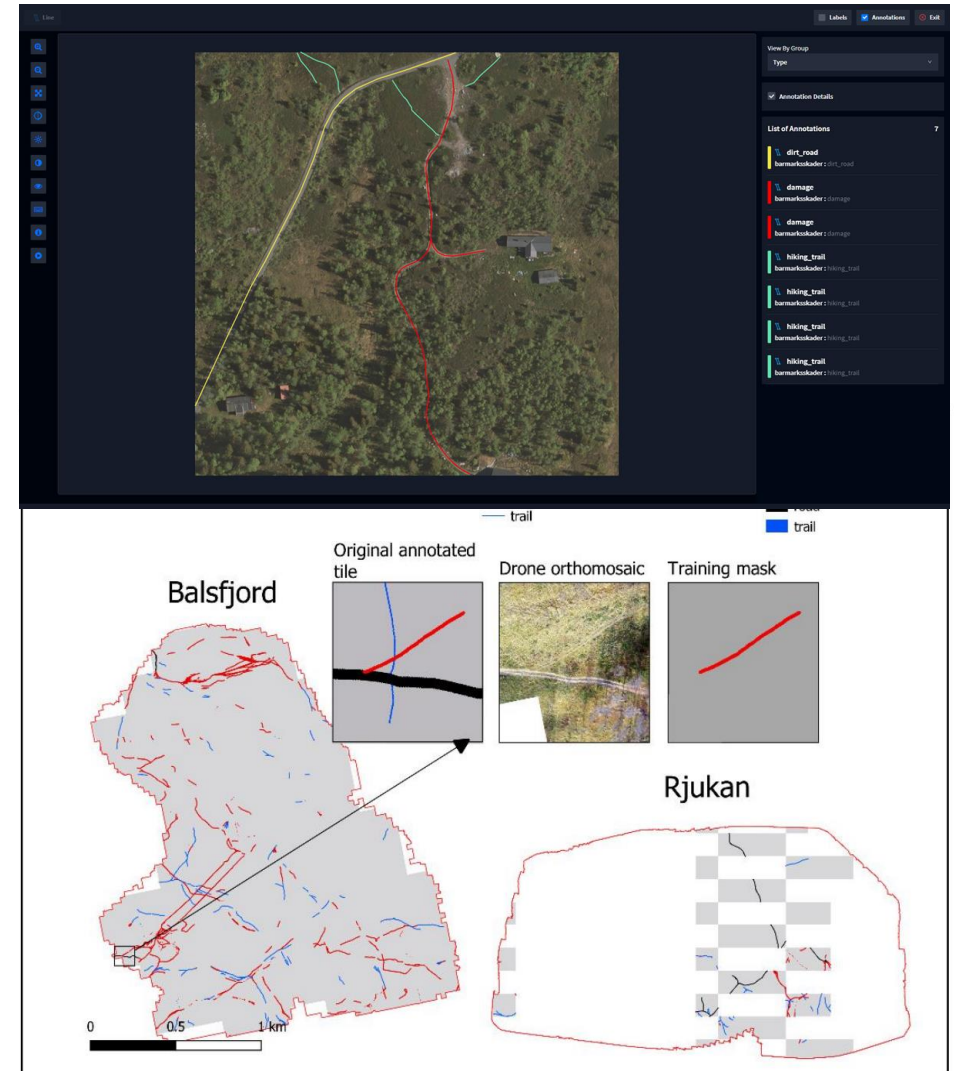 Line
Labels
Annotations
Exit
View By Group
Type
Annotation Details
List of Annotations 7
dirt_road
barmarksskader : dirt_road
damage
barmarksskader : damage
damage
barmarksskader : damage
hiking_trail
barmarksskader : hiking_trail
hiking_trail
barmarksskader : hiking_trail
hiking_trail
barmarksskader : hiking_trail
hiking_trail
barmarksskader : hiking_trail
trail
trail
Original annotated
tile
Drone orthomosaic
Training mask
Balsfjord
Rjukan
0 0.5 1 km